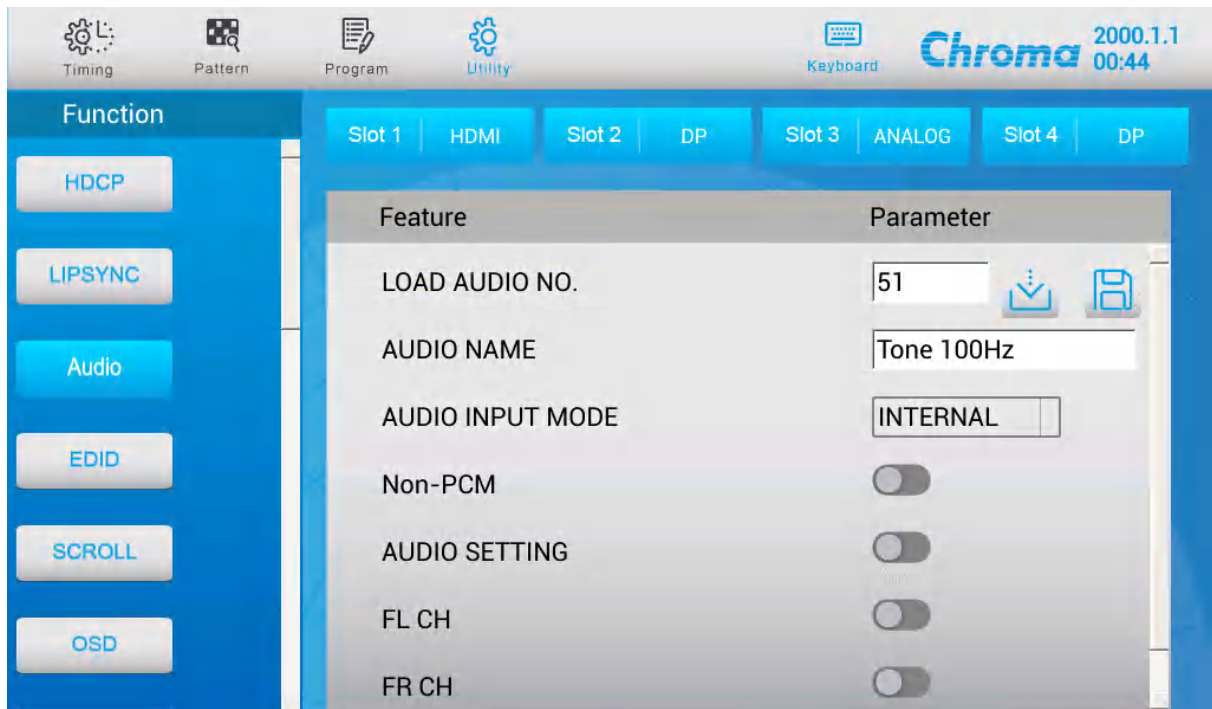 Timing Pattern Program Utility Keyboard Chroma 2000.1.1
00:44
Function
Slot 1 HDMI Slot 2 DP Slot 3 ANALOG Slot 4 DP
HDCP
LIPSYNC
Audio
EDID
SCROLL
OSD
Feature Parameter
LOAD AUDIO NO. 51
AUDIO NAME Tone 100Hz
AUDIO INPUT MODE INTERNAL
Non-PCM
AUDIO SETTING
FL CH
FR CH